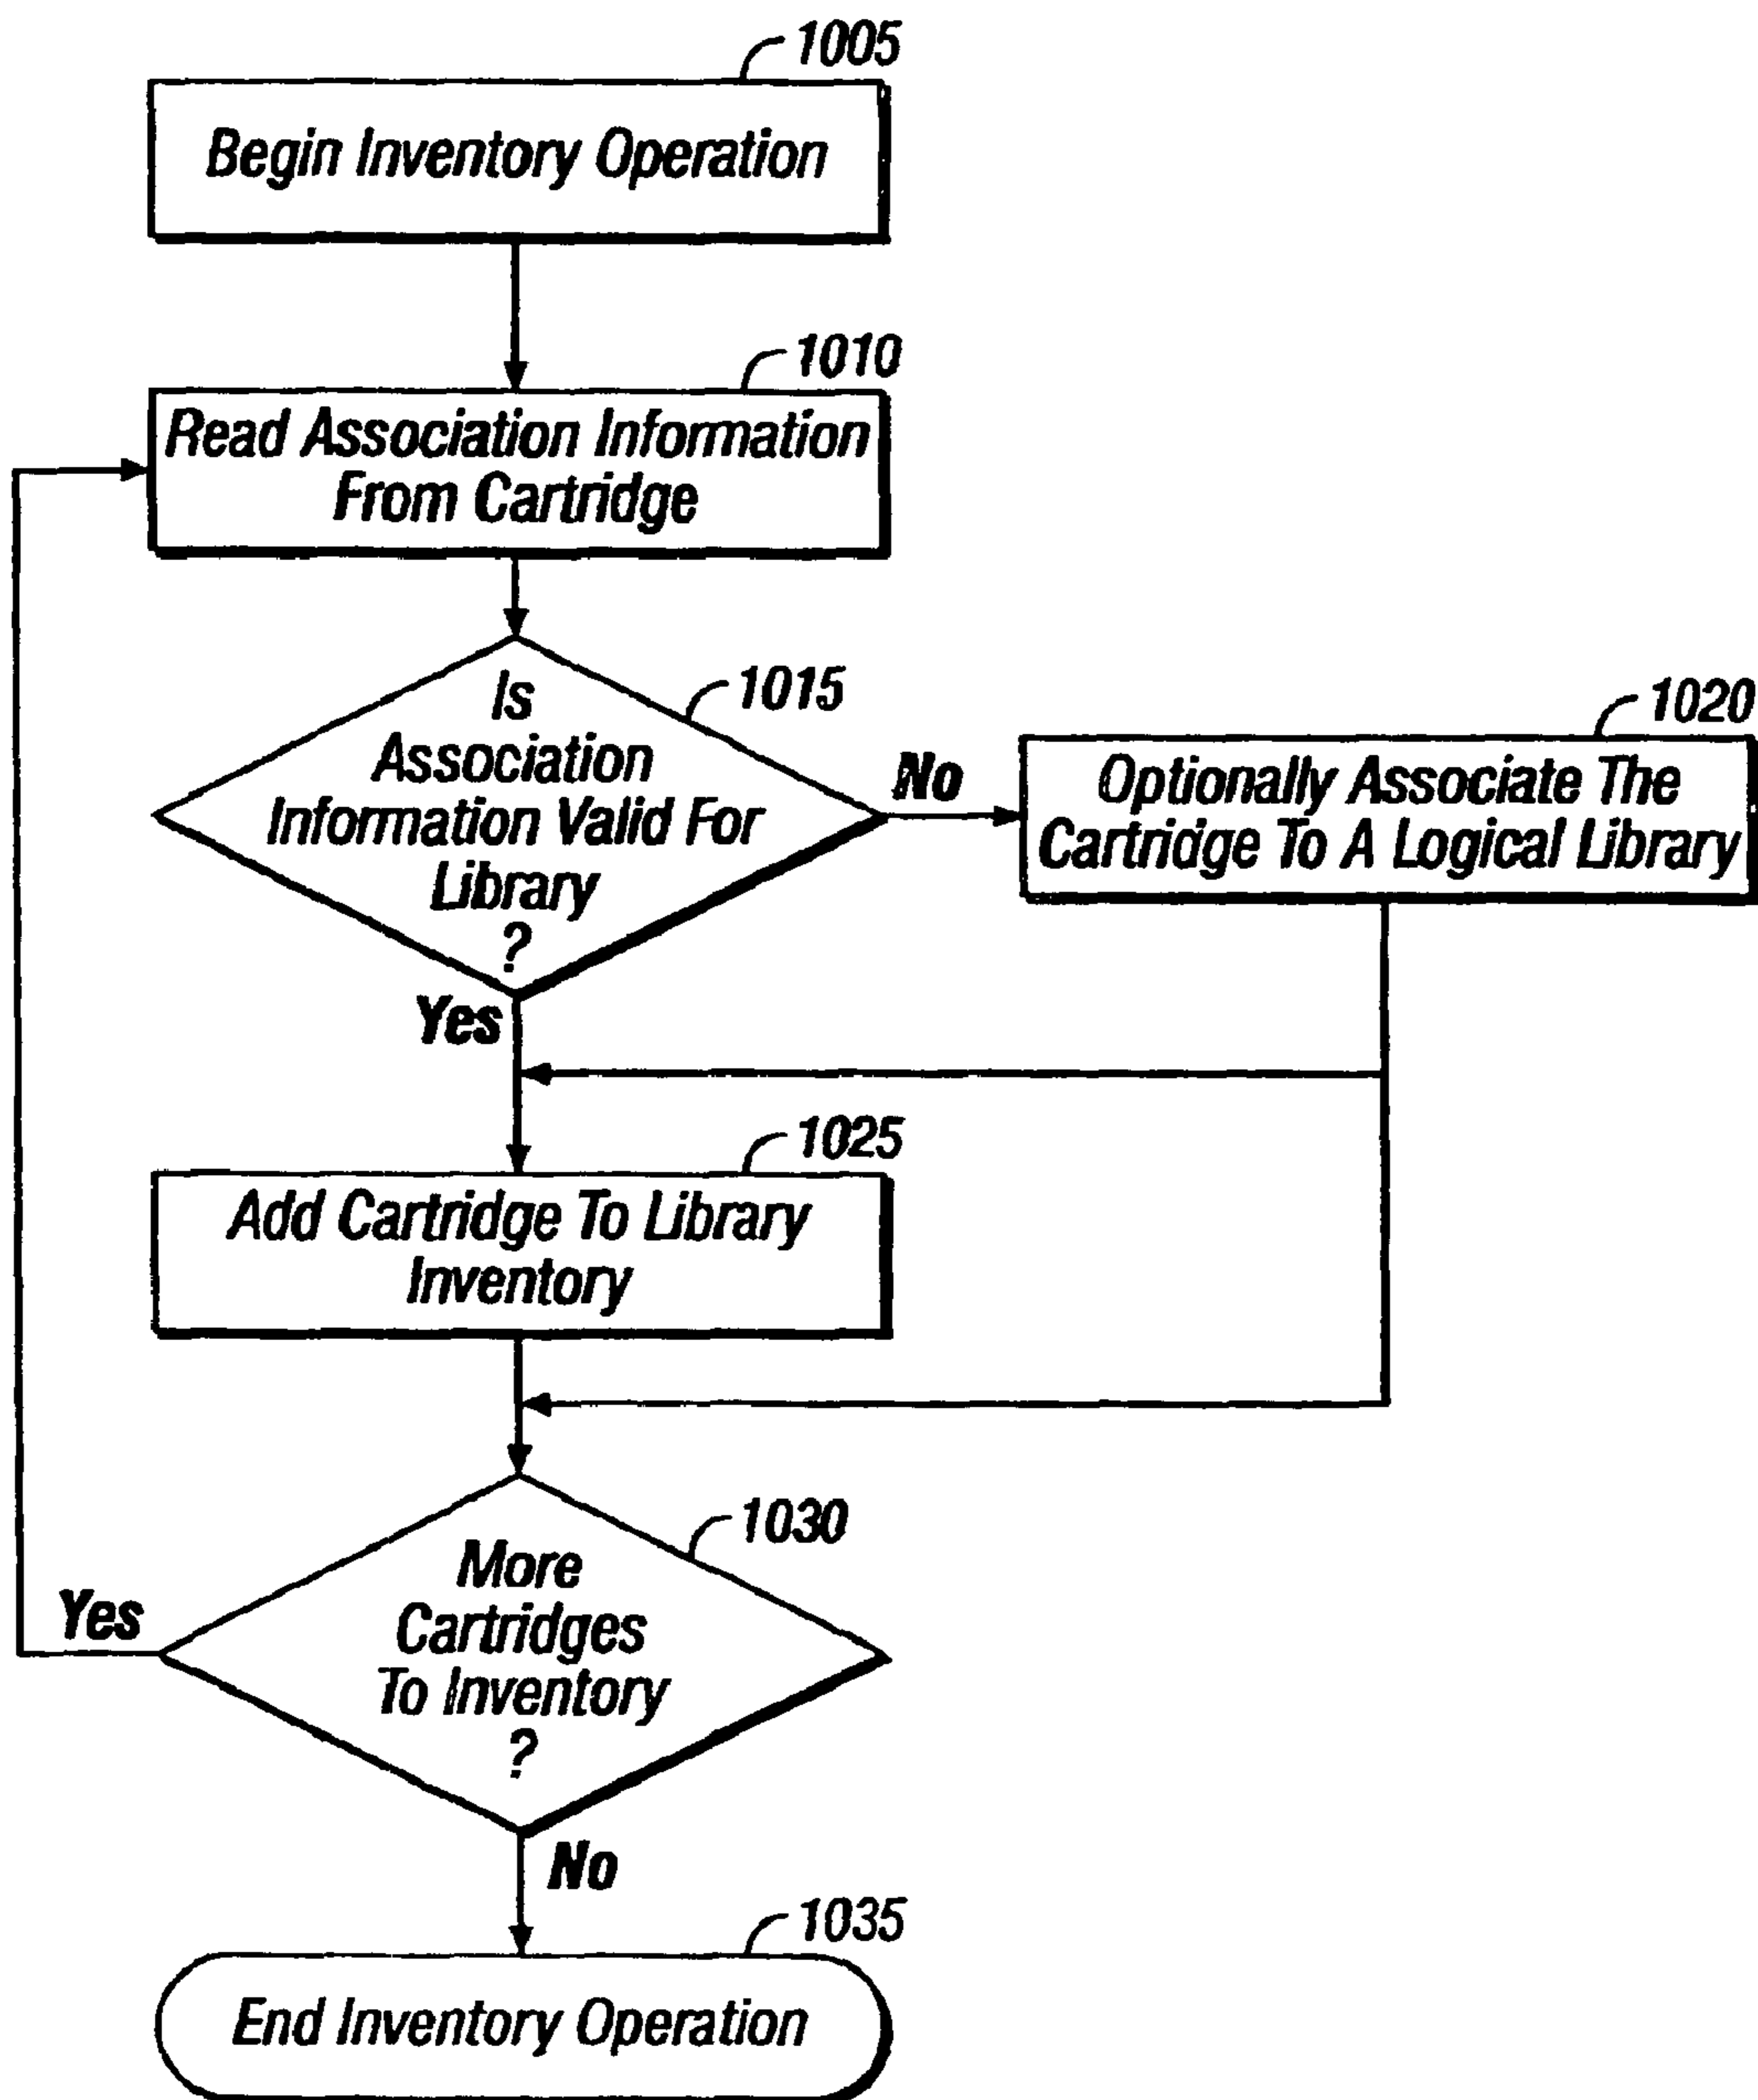 1005
Begin Inventory Operation
1010
Read Association Information
From Cartridge
1015
Is
Association
Information Valid For
Library
?
No
1020
Optionally Associate The
Cartridge To A Logical Library
Yes
1025
Add Cartridge To Library
Inventory
1030
More
Cartridges
To Inventory
?
Yes
No
1035
End Inventory Operation